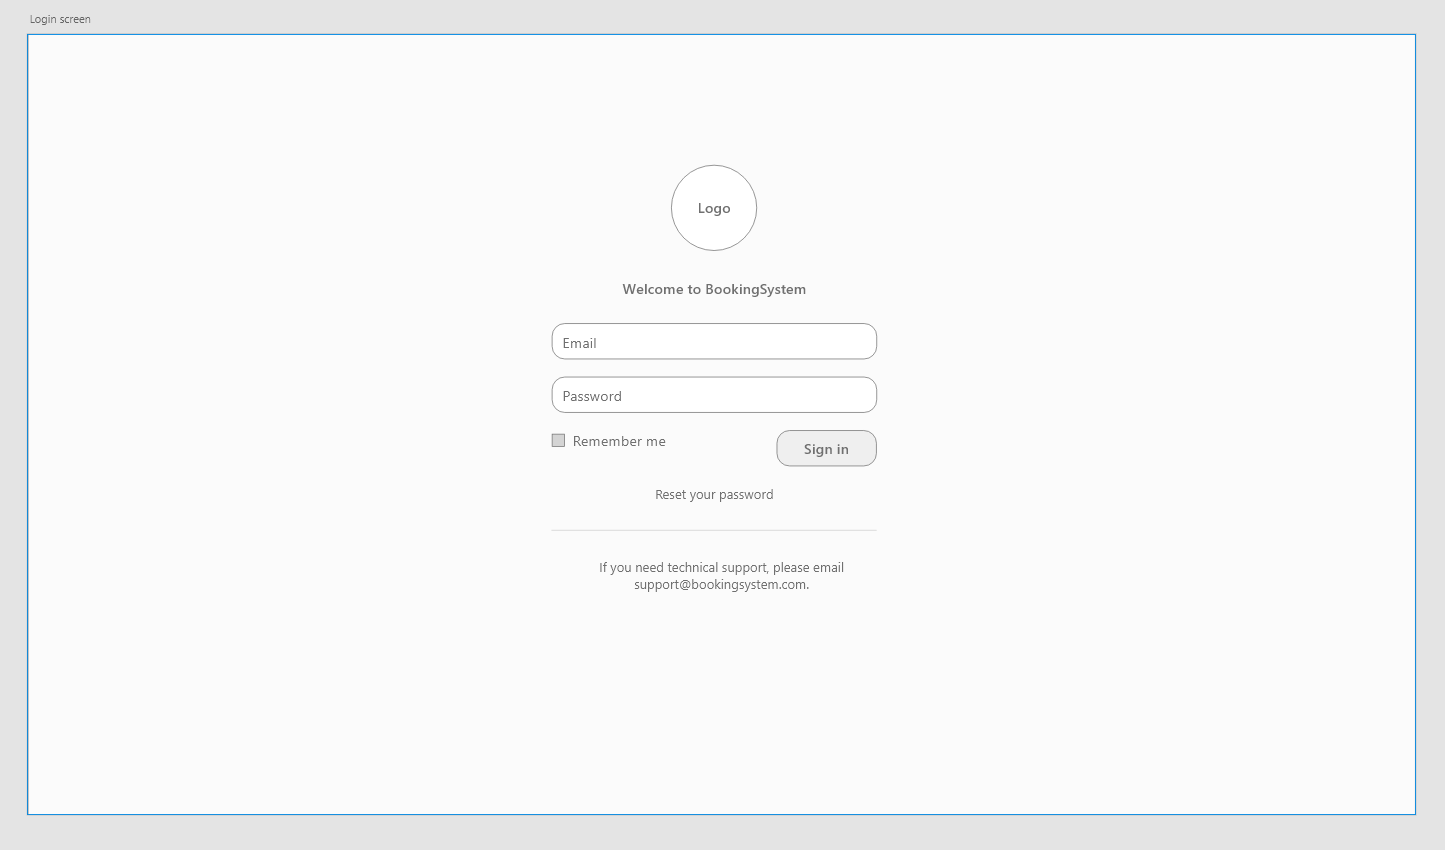 Login screen
Logo
Welcome to BookingSystem
Email
Password
Remember me
Sign in
Reset your password
If you need technical support, please email
support@bookingsystem.com.